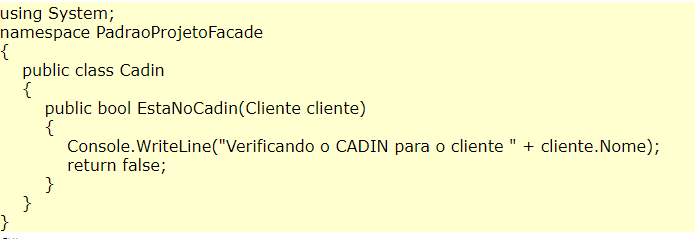 using System;
namespace PadraoProjetoFacade
{
public class Cadin
{
public bool EstaNoCadin(Cliente cliente)
{
Console.WriteLine("Verificando o CADIN para o cliente " + cliente.Nome);
return false;
}
}
}